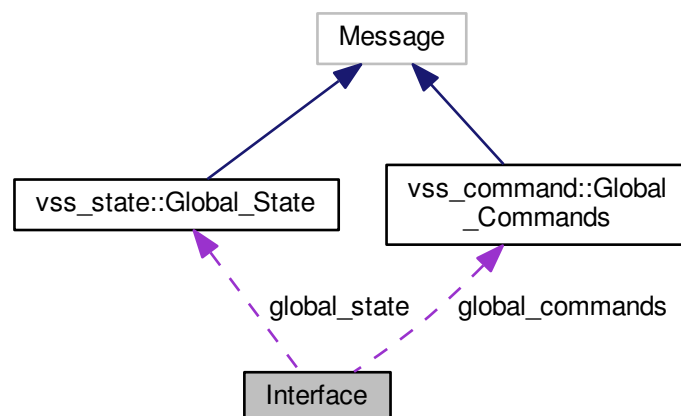 Message
vss_state::Global_State
vss_command::Global
_Commands
global_state
global_commands
Interface